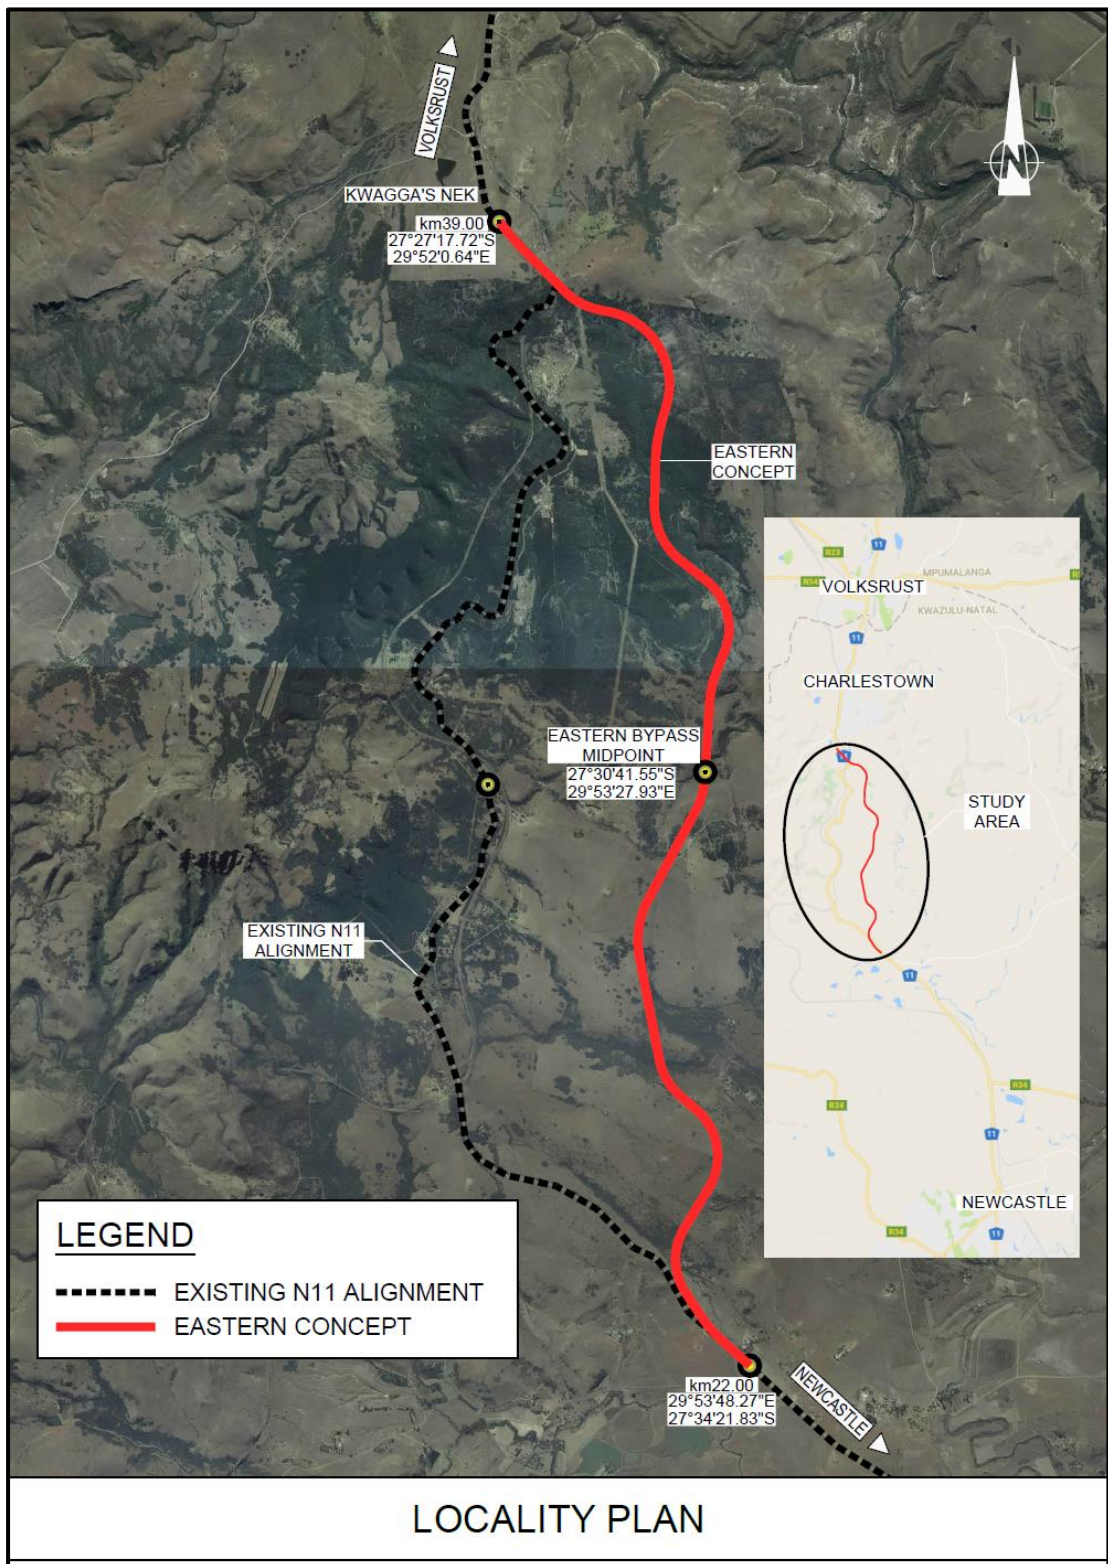 VOLKSRUST
N
KWAGGA'S NEK
km39.00
27°27'17.72"S
29°52'0.64"E
EASTERN
CONCEPT
R23
11
MPUMALANGA
VOLKSRUST
KWAZULU-NATAL
11
CHARLESTOWN
EASTERN BYPASS
MIDPOINT
27°30'41.55"S
29°53'27.93"E
STUDY
AREA
EXISTING N11
ALIGNMENT
11
R34
R34
11
NEWCASTLE
R34
11
LEGEND
EXISTING N11 ALIGNMENT
EASTERN CONCEPT
km22.00
29°53'48.27"E
27°34'21.83"S
NEWCASTLE
LOCALITY PLAN